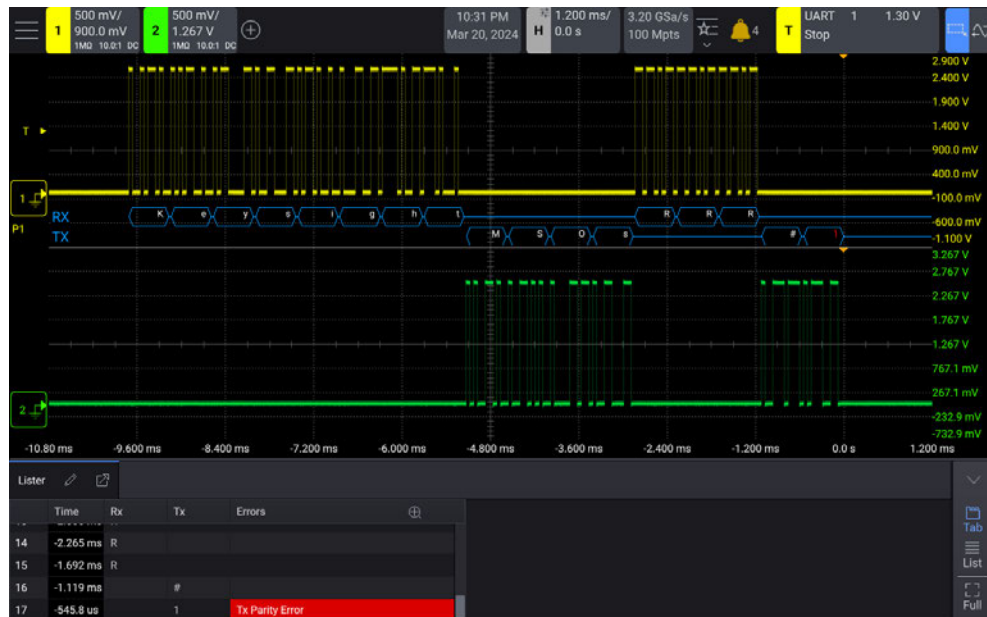 1 500 mV/ 900.0 mV 1MΩ 10.0:1 DC
2 500 mV/ 1.267 V 1MΩ 10.0:1 DC
10:31 PM
Mar 20, 2024
H 1.200 ms/ 0.0 s
3.20 GSa/s
100 Mpts
4
T UART 1 1.30 V
Stop
2.900 V
2.400 V
1.900 V
T 1.400 V
900.0 mV
400.0 mV
1 -100.0 mV
RX K e y s i g h t R R R -600.0 mV
P1
TX M S O s # 1 -1.100 V
3.267 V
2.767 V
2.267 V
1.767 V
1.267 V
767.1 mV
267.1 mV
2 -232.9 mV
-732.9 mV
-10.80 ms -9.600 ms -8.400 ms -7.200 ms -6.000 ms -4.800 ms -3.600 ms -2.400 ms -1.200 ms 0.0 s 1.200 ms
Lister
Time Rx Tx Errors
14 -2.265 ms R
15 -1.692 ms R
16 -1.119 ms #
17 -545.8 us 1 Tx Parity Error
Tab
List
Full